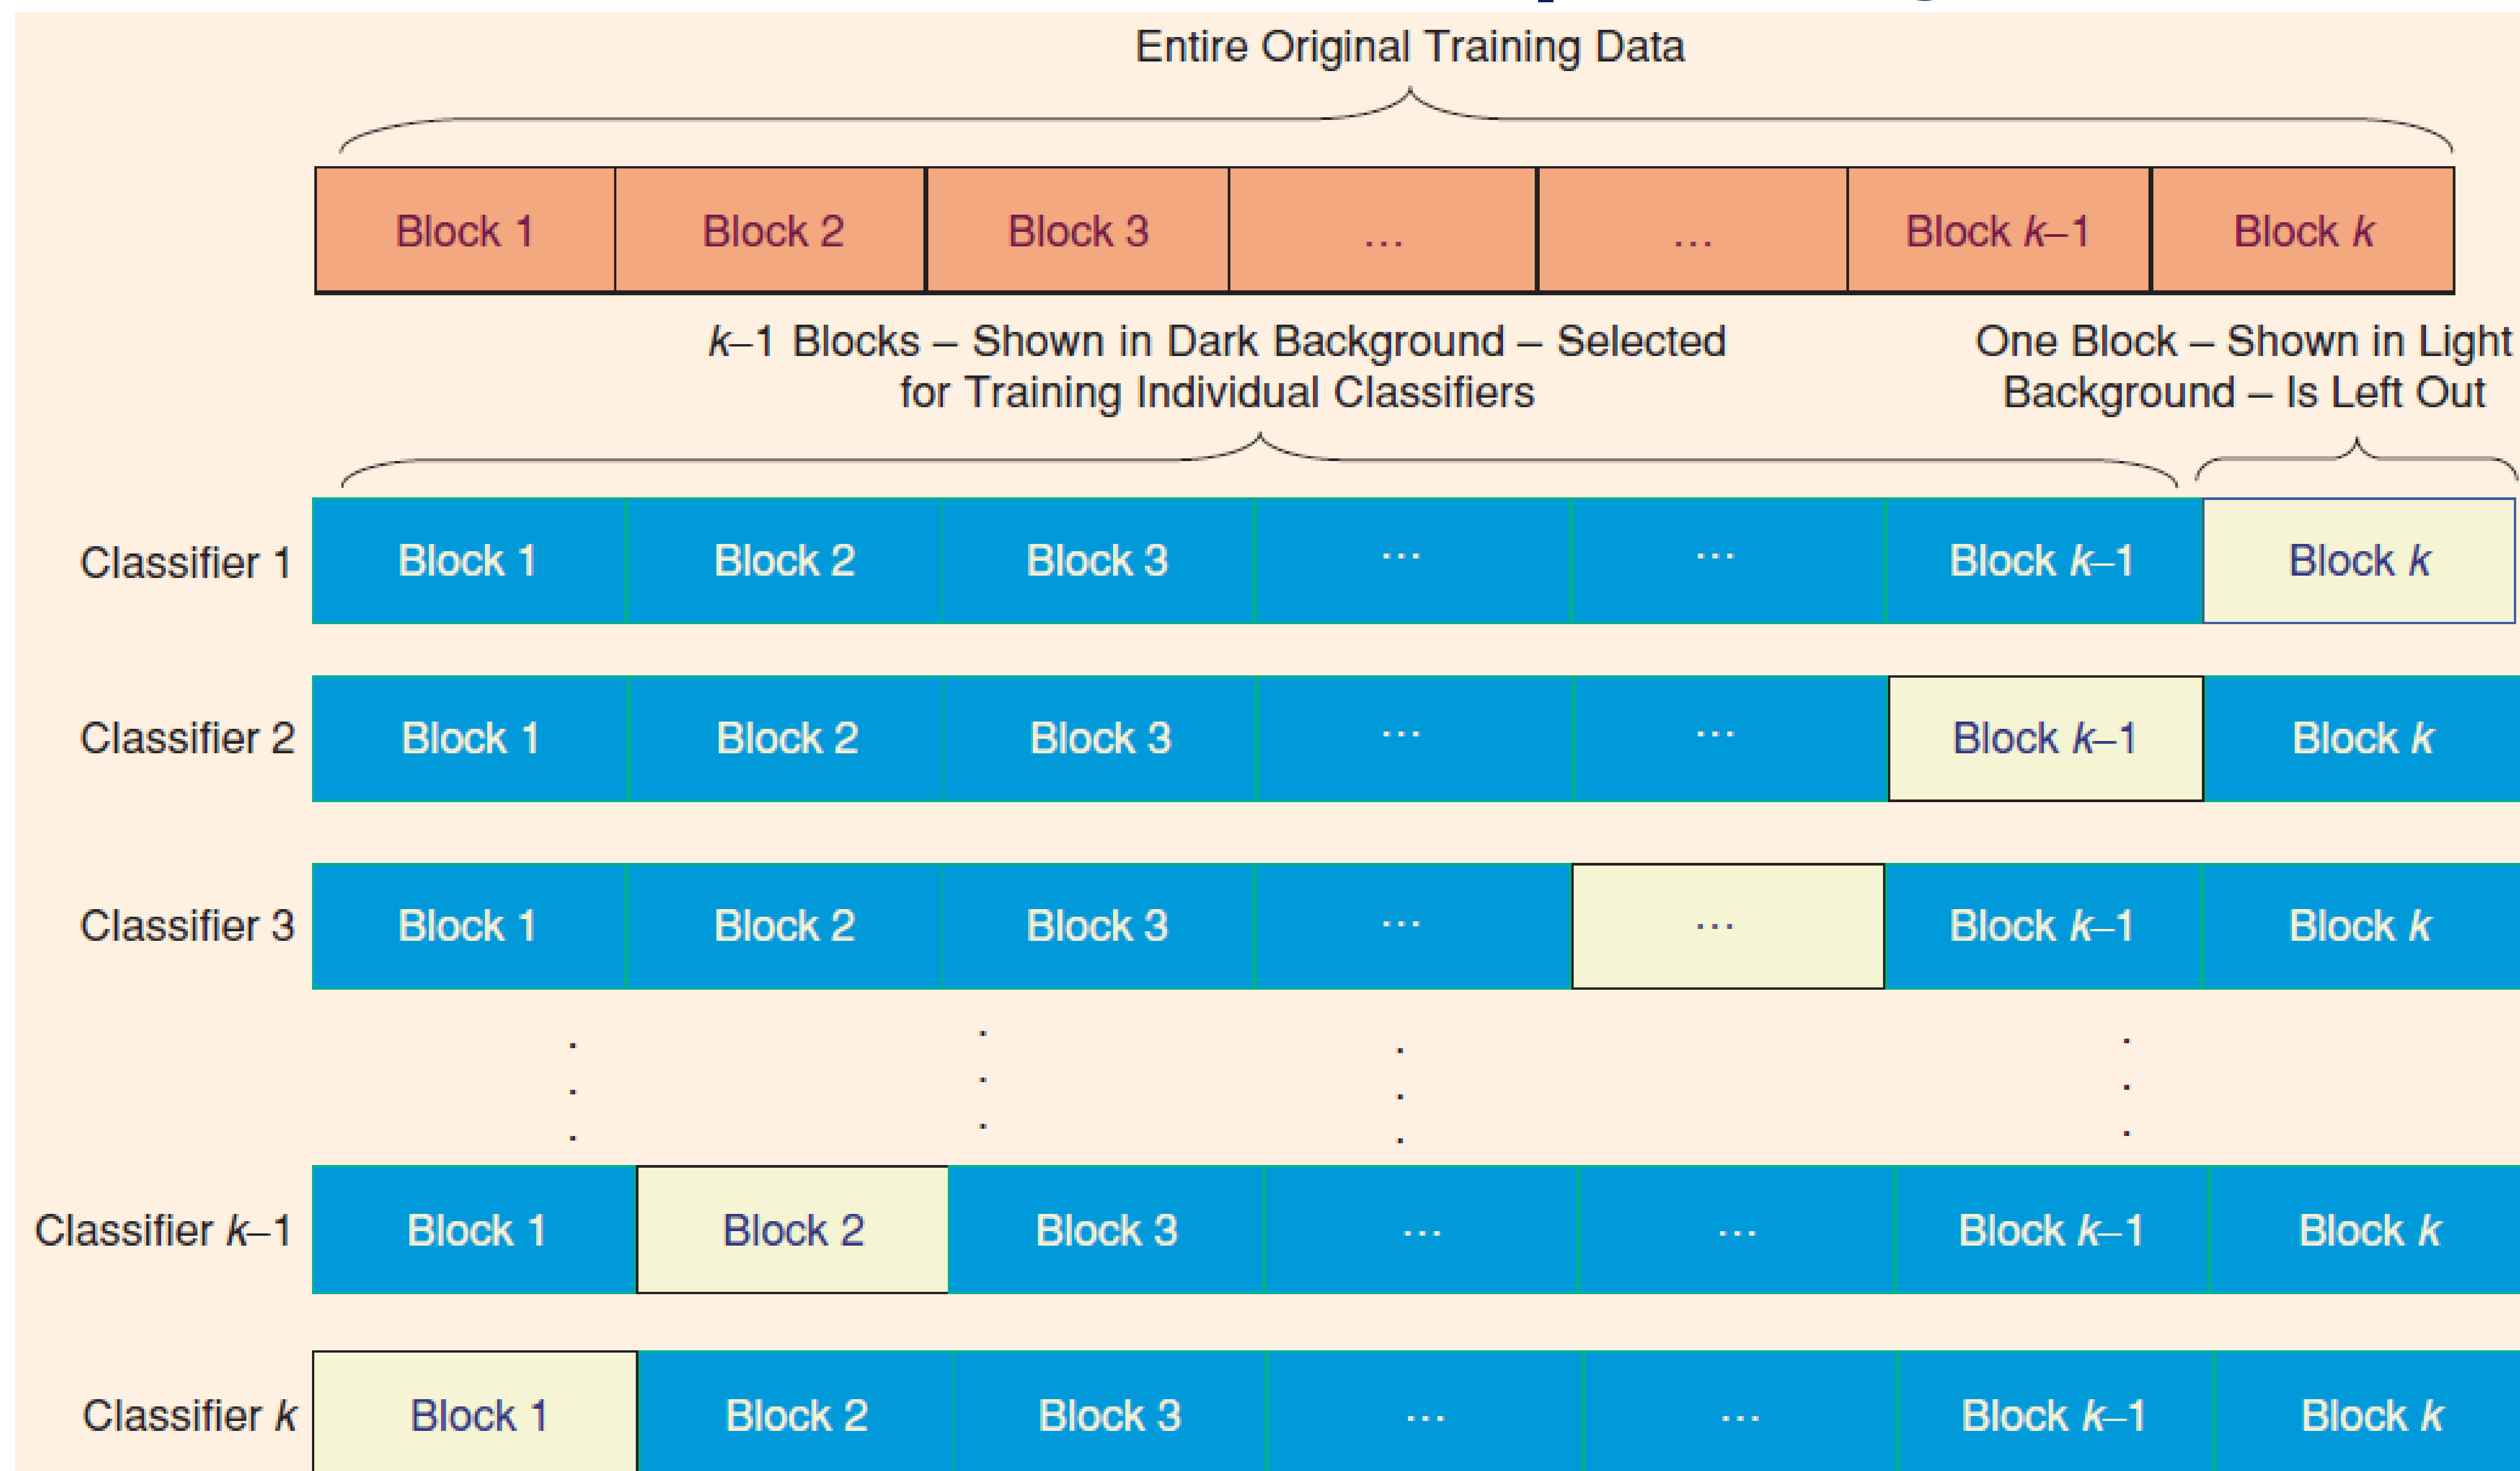 Entire Original Training Data
Block 1 Block 2 Block 3 ... ... Block k–1 Block k
k–1 Blocks – Shown in Dark Background – Selected
for Training Individual Classifiers
One Block – Shown in Light
Background – Is Left Out
Classifier 1 Block 1 Block 2 Block 3 ... ... Block k–1 Block k
Classifier 2 Block 1 Block 2 Block 3 ... ... Block k–1 Block k
Classifier 3 Block 1 Block 2 Block 3 ... ... Block k–1 Block k
Classifier k–1 Block 1 Block 2 Block 3 ... ... Block k–1 Block k
Classifier k Block 1 Block 2 Block 3 ... ... Block k–1 Block k